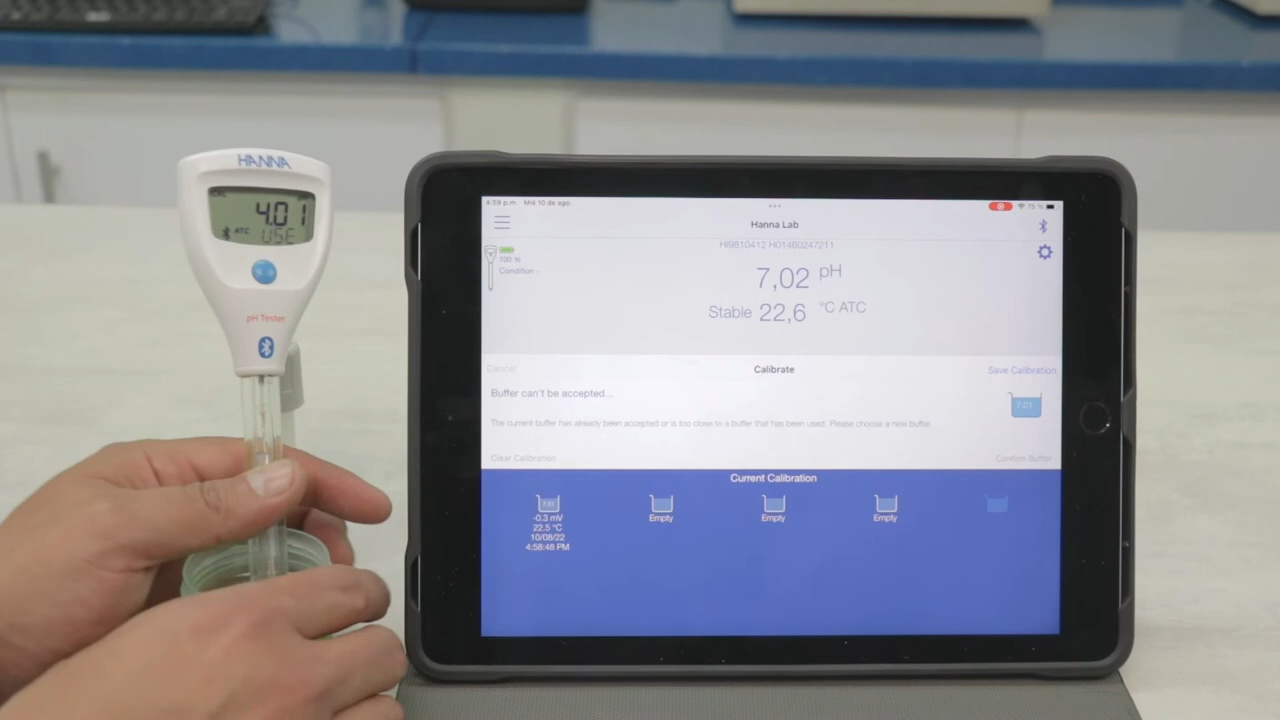 HANNA
4.01
ATC USE
pH Tester
4:59 p.m. Mié 10 de ago.
75 %
Hanna Lab
HI9810412 H01460247211
100 %
Condition -
7,02 pH
Stable 22,6 °C ATC
Cancel
Calibrate
Save Calibration
Buffer can't be accepted...
7.01
The current buffer has already been accepted or is too close to a buffer that has been used. Please choose a new buffer.
Clear Calibration
Confirm Buffer
Current Calibration
7.01
-0.3 mV
22.5 °C
10/08/22
4:58:48 PM
Empty
Empty
Empty